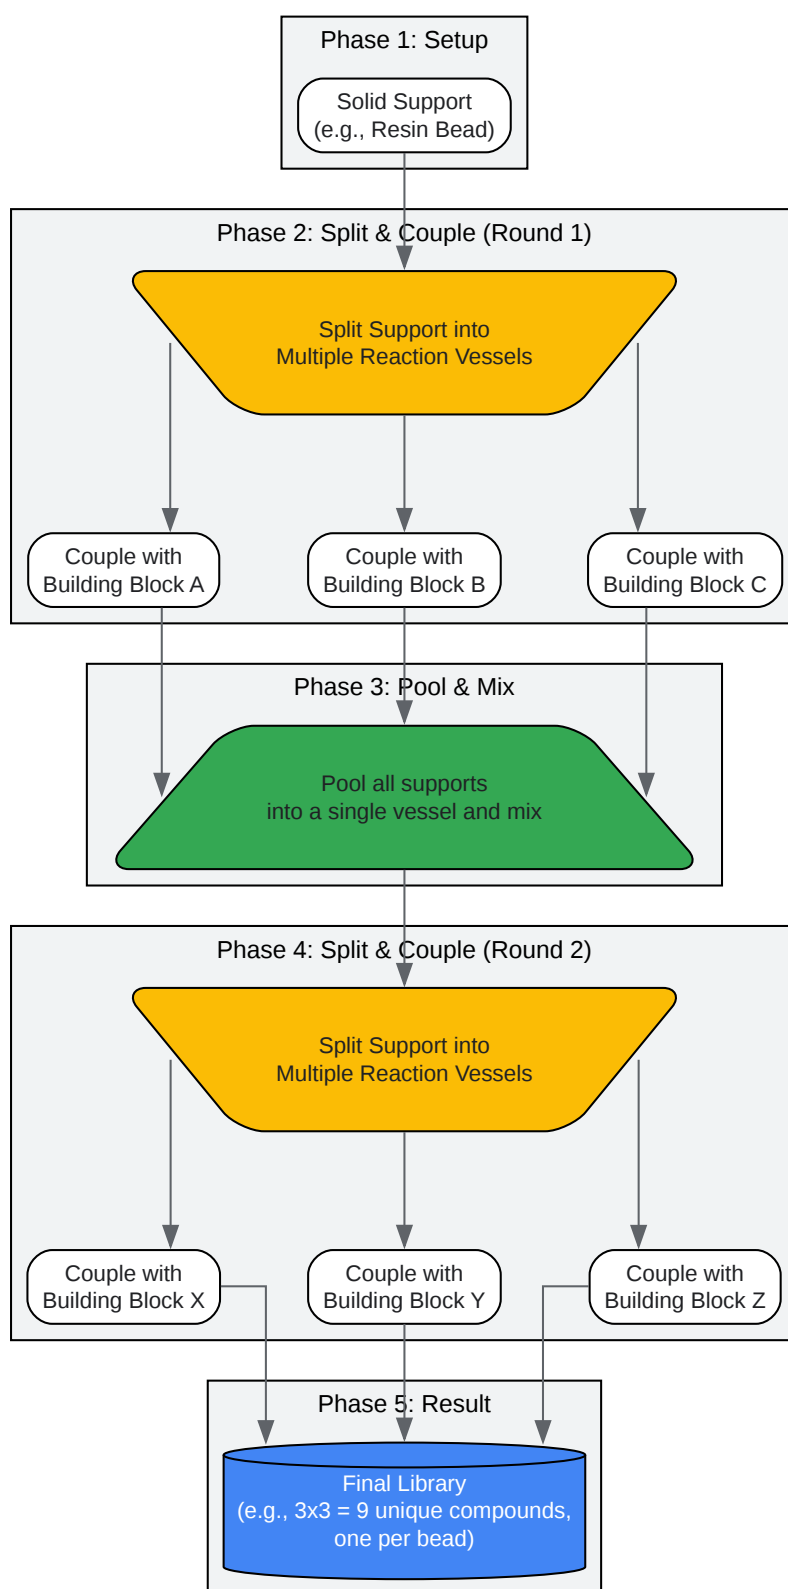 Phase 1: Setup
Solid Support
(e.g., Resin Bead)
Phase 2: Split & Couple (Round 1)
Split Support into
Multiple Reaction Vessels
Couple with
Building Block A
Couple with
Building Block B
Couple with
Building Block C
Phase 3: Pool & Mix
Pool all supports
into a single vessel and mix
Phase 4: Split & Couple (Round 2)
Split Support into
Multiple Reaction Vessels
Couple with
Building Block X
Couple with
Building Block Y
Couple with
Building Block Z
Phase 5: Result
Final Library
(e.g., 3x3 = 9 unique compounds,
one per bead)